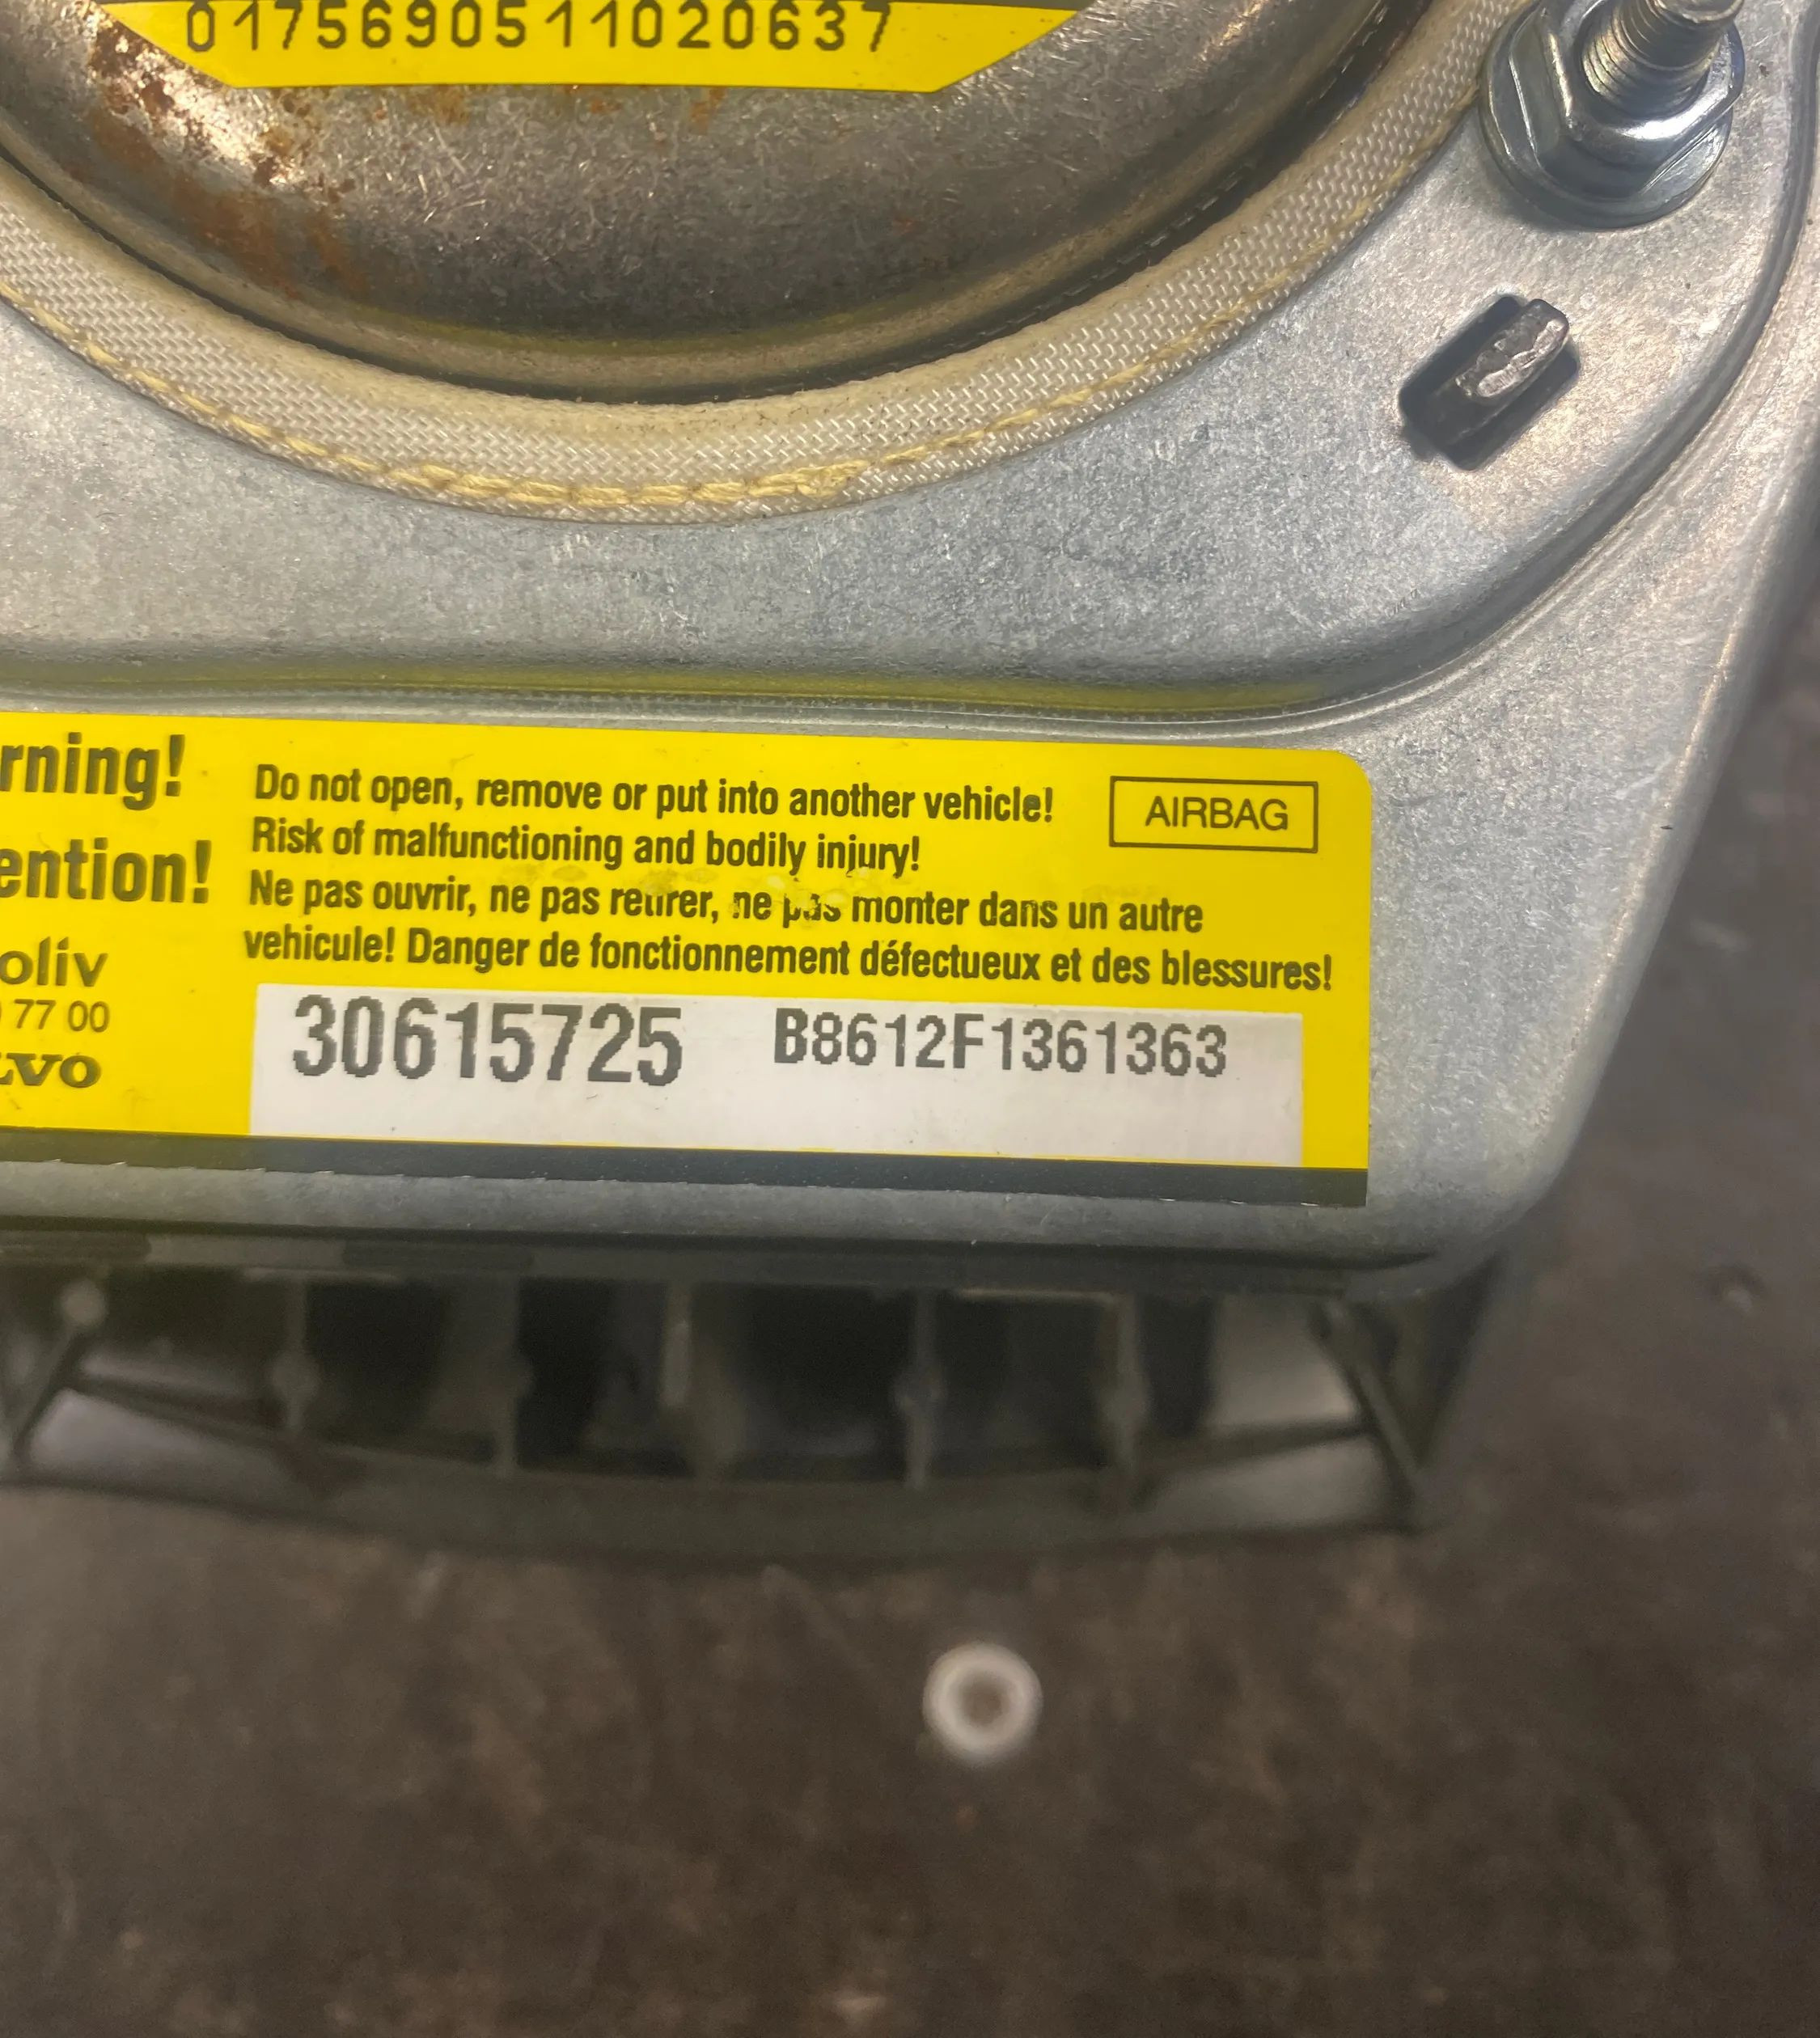 0175690511020637
rning!
ention!
Do not open, remove or put into another vehicle!
Risk of malfunctioning and bodily injury!
Ne pas ouvrir, ne pas retirer, ne pas monter dans un autre
vehicule! Danger de fonctionnement défectueux et des blessures!
AIRBAG
oliv
77 00
LVO
30615725 B8612F1361363